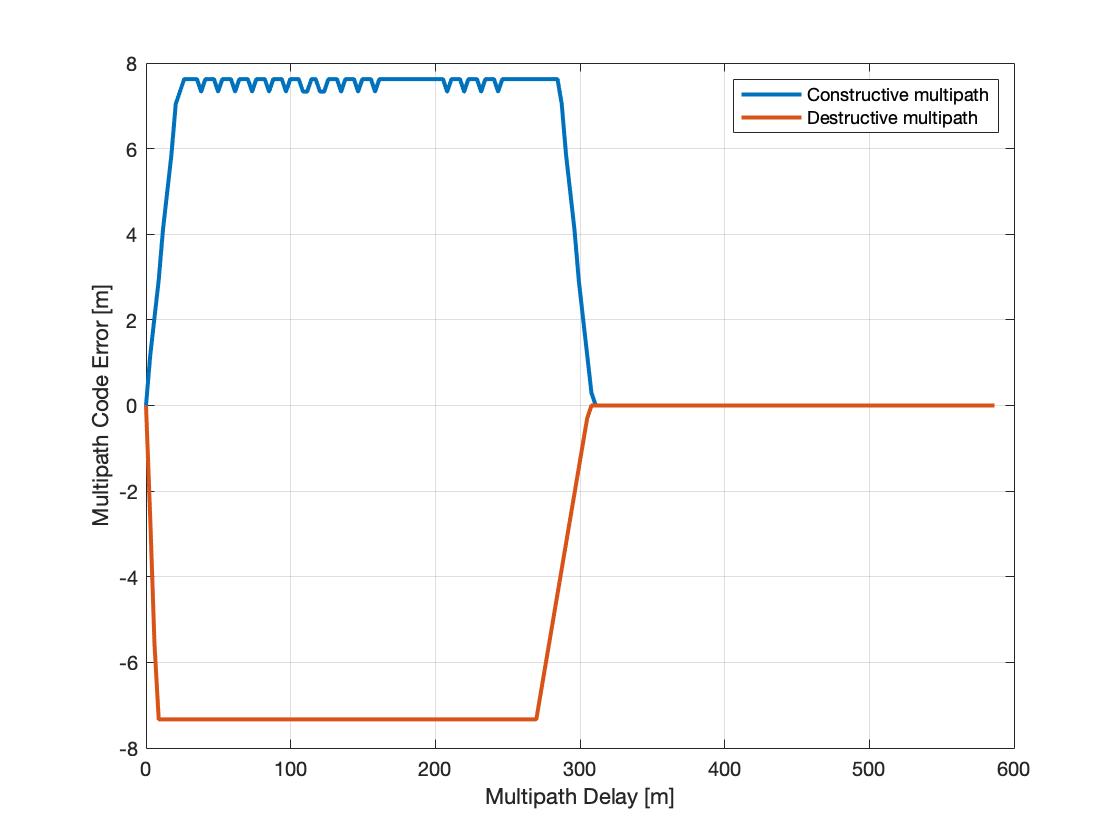 8
6
4
2
0
-2
-4
-6
-8
Multipath Code Error [m]
Constructive multipath
Destructive multipath
0 100 200 300 400 500 600
Multipath Delay [m]